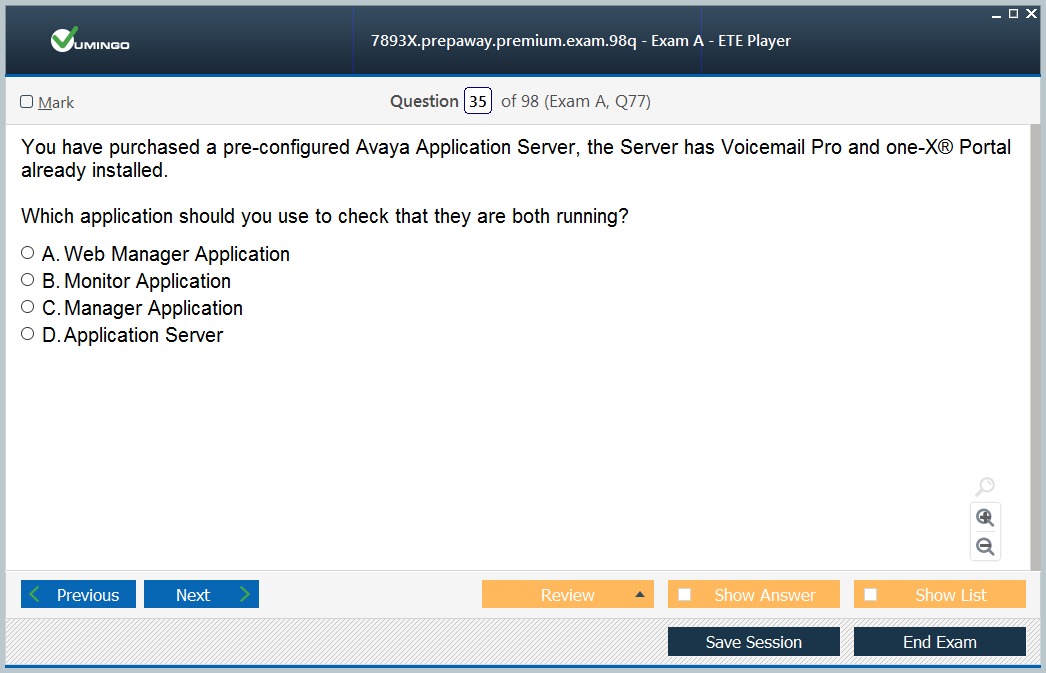 VUMINGO
7893X.prepaway.premium.exam.98q - Exam A - ETE Player
Mark
Question 35 of 98 (Exam A, Q77)
You have purchased a pre-configured Avaya Application Server, the Server has Voicemail Pro and one-X® Portal
already installed.
Which application should you use to check that they are both running?
A. Web Manager Application
B. Monitor Application
C. Manager Application
D. Application Server
Previous
Next
Review
Show Answer
Show List
Save Session
End Exam